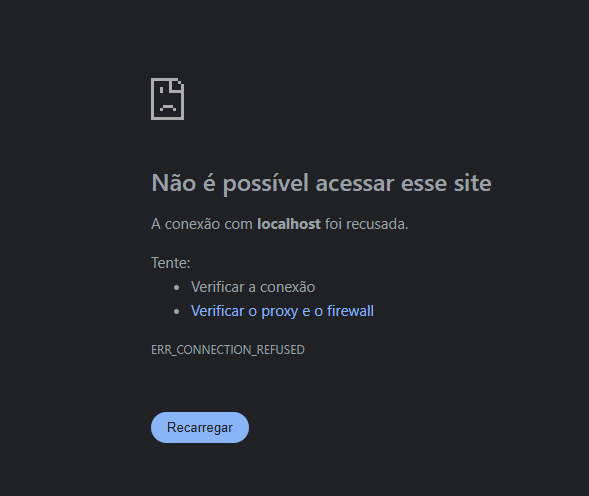 Não é possível acessar esse site
A conexão com localhost foi recusada.
Tente:
Verificar a conexão
Verificar o proxy e o firewall
ERR_CONNECTION_REFUSED
Recarregar